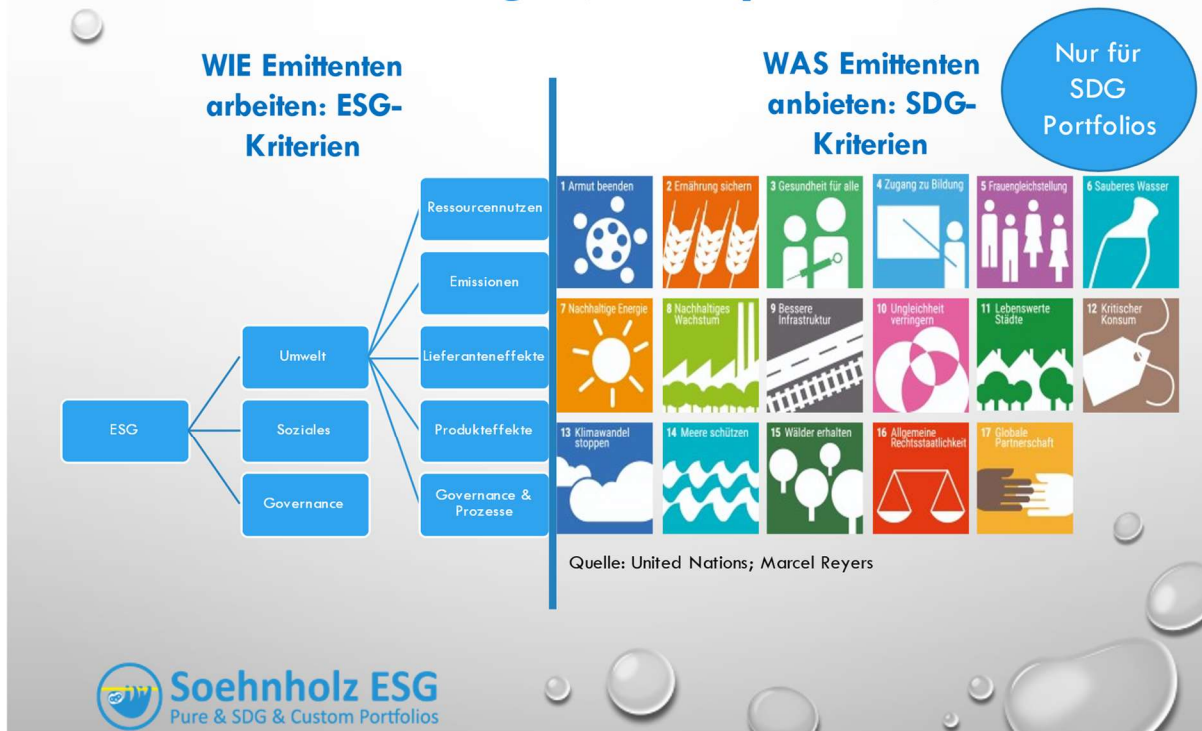 WIE Emittenten
arbeiten: ESG-
Kriterien
WAS Emittenten
anbieten: SDG-
Kriterien
Nur für
SDG
Portfolios
ESG
Umwelt
Soziales
Governance
Ressourcennutzen
Emissionen
Lieferanteneffekte
Produkteffekte
Governance &
Prozesse
1 Armut beenden
2 Ernährung sichern
3 Gesundheit für alle
4 Zugang zu Bildung
5 Frauengleichstellung
6 Sauberes Wasser
7 Nachhaltige Energie
8 Nachhaltiges
Wachstum
9 Bessere
Infrastruktur
10 Ungleichheit
verringern
11 Lebenswerte
Städte
12 Kritischer
Konsum
13 Klimawandel
stoppen
14 Meere schützen
15 Wälder erhalten
16 Allgemeine
Rechtsstaatlichkeit
17 Globale
Partnerschaft
Quelle: United Nations; Marcel Reyers
Soehnholz ESG
Pure & SDG & Custom Portfolios